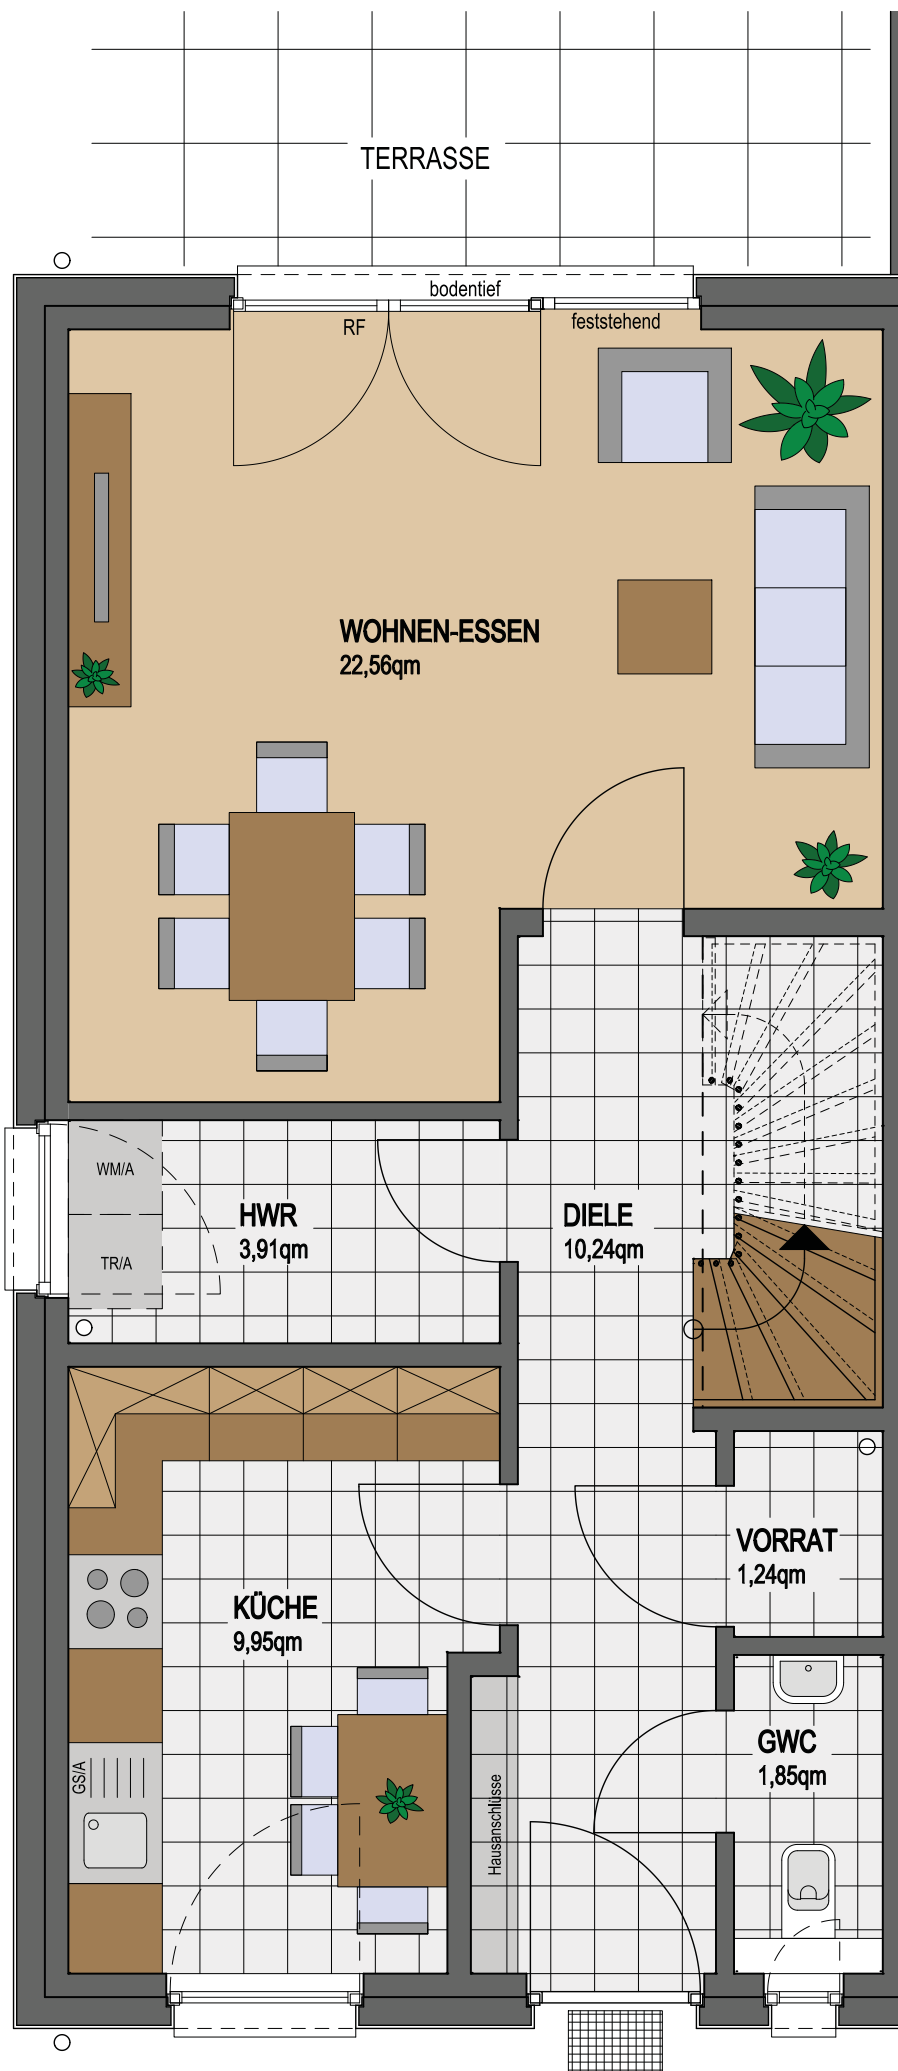 TERRASSE
bodentief
RF
feststehend
WOHNEN-ESSEN
22,56qm
WM/A
HWR
3,91qm
TR/A
DIELE
10,24qm
VORRAT
1,24qm
KÜCHE
9,95qm
GS/A
Hausanschlüsse
GWC
1,85qm